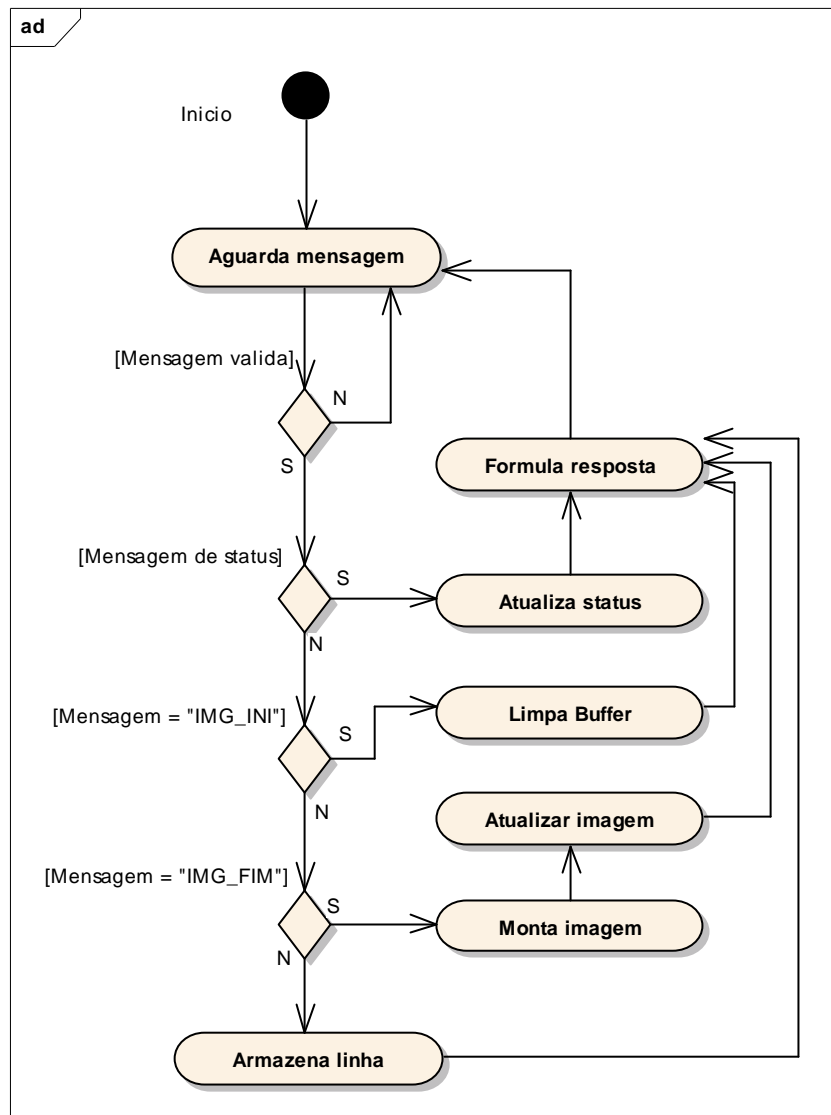 ad
Inicio
Aguarda mensagem
[Mensagem valida]
N
S
Formula resposta
[Mensagem de status]
S
Atualiza status
N
[Mensagem = "IMG_INI"]
S
Limpa Buffer
N
Atualizar imagem
[Mensagem = "IMG_FIM"]
S
Monta imagem
N
Armazena linha